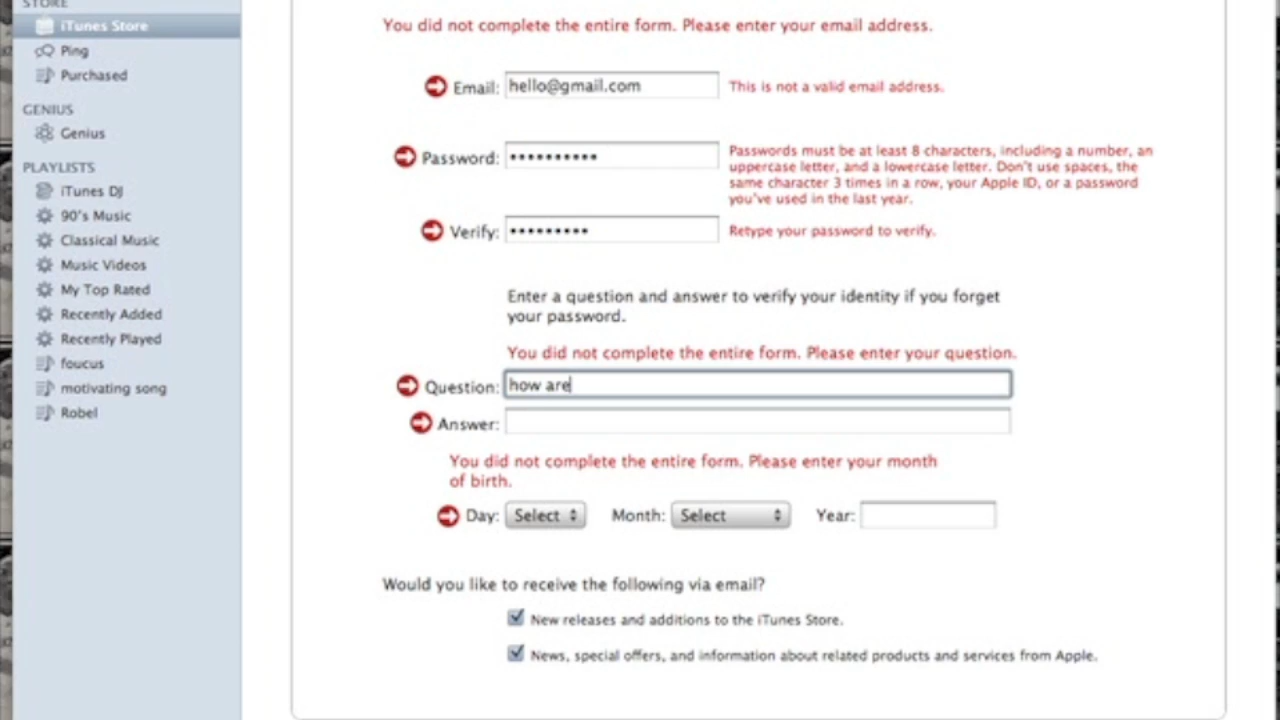 STORE
iTunes Store
Ping
Purchased
GENIUS
Genius
PLAYLISTS
iTunes DJ
90's Music
Classical Music
Music Videos
My Top Rated
Recently Added
Recently Played
foucus
motivating song
Robel
You did not complete the entire form. Please enter your email address.
Email: hello@gmail.com This is not a valid email address.
Password: •••••••••• Passwords must be at least 8 characters, including a number, an
uppercase letter, and a lowercase letter. Don't use spaces, the
same character 3 times in a row, your Apple ID, or a password
you've used in the last year.
Verify: ••••••••• Retype your password to verify.
Enter a question and answer to verify your identity if you forget
your password.
You did not complete the entire form. Please enter your question.
Question: how are
Answer:
You did not complete the entire form. Please enter your month
of birth.
Day: Select Month: Select Year:
Would you like to receive the following via email?
New releases and additions to the iTunes Store.
News, special offers, and information about related products and services from Apple.